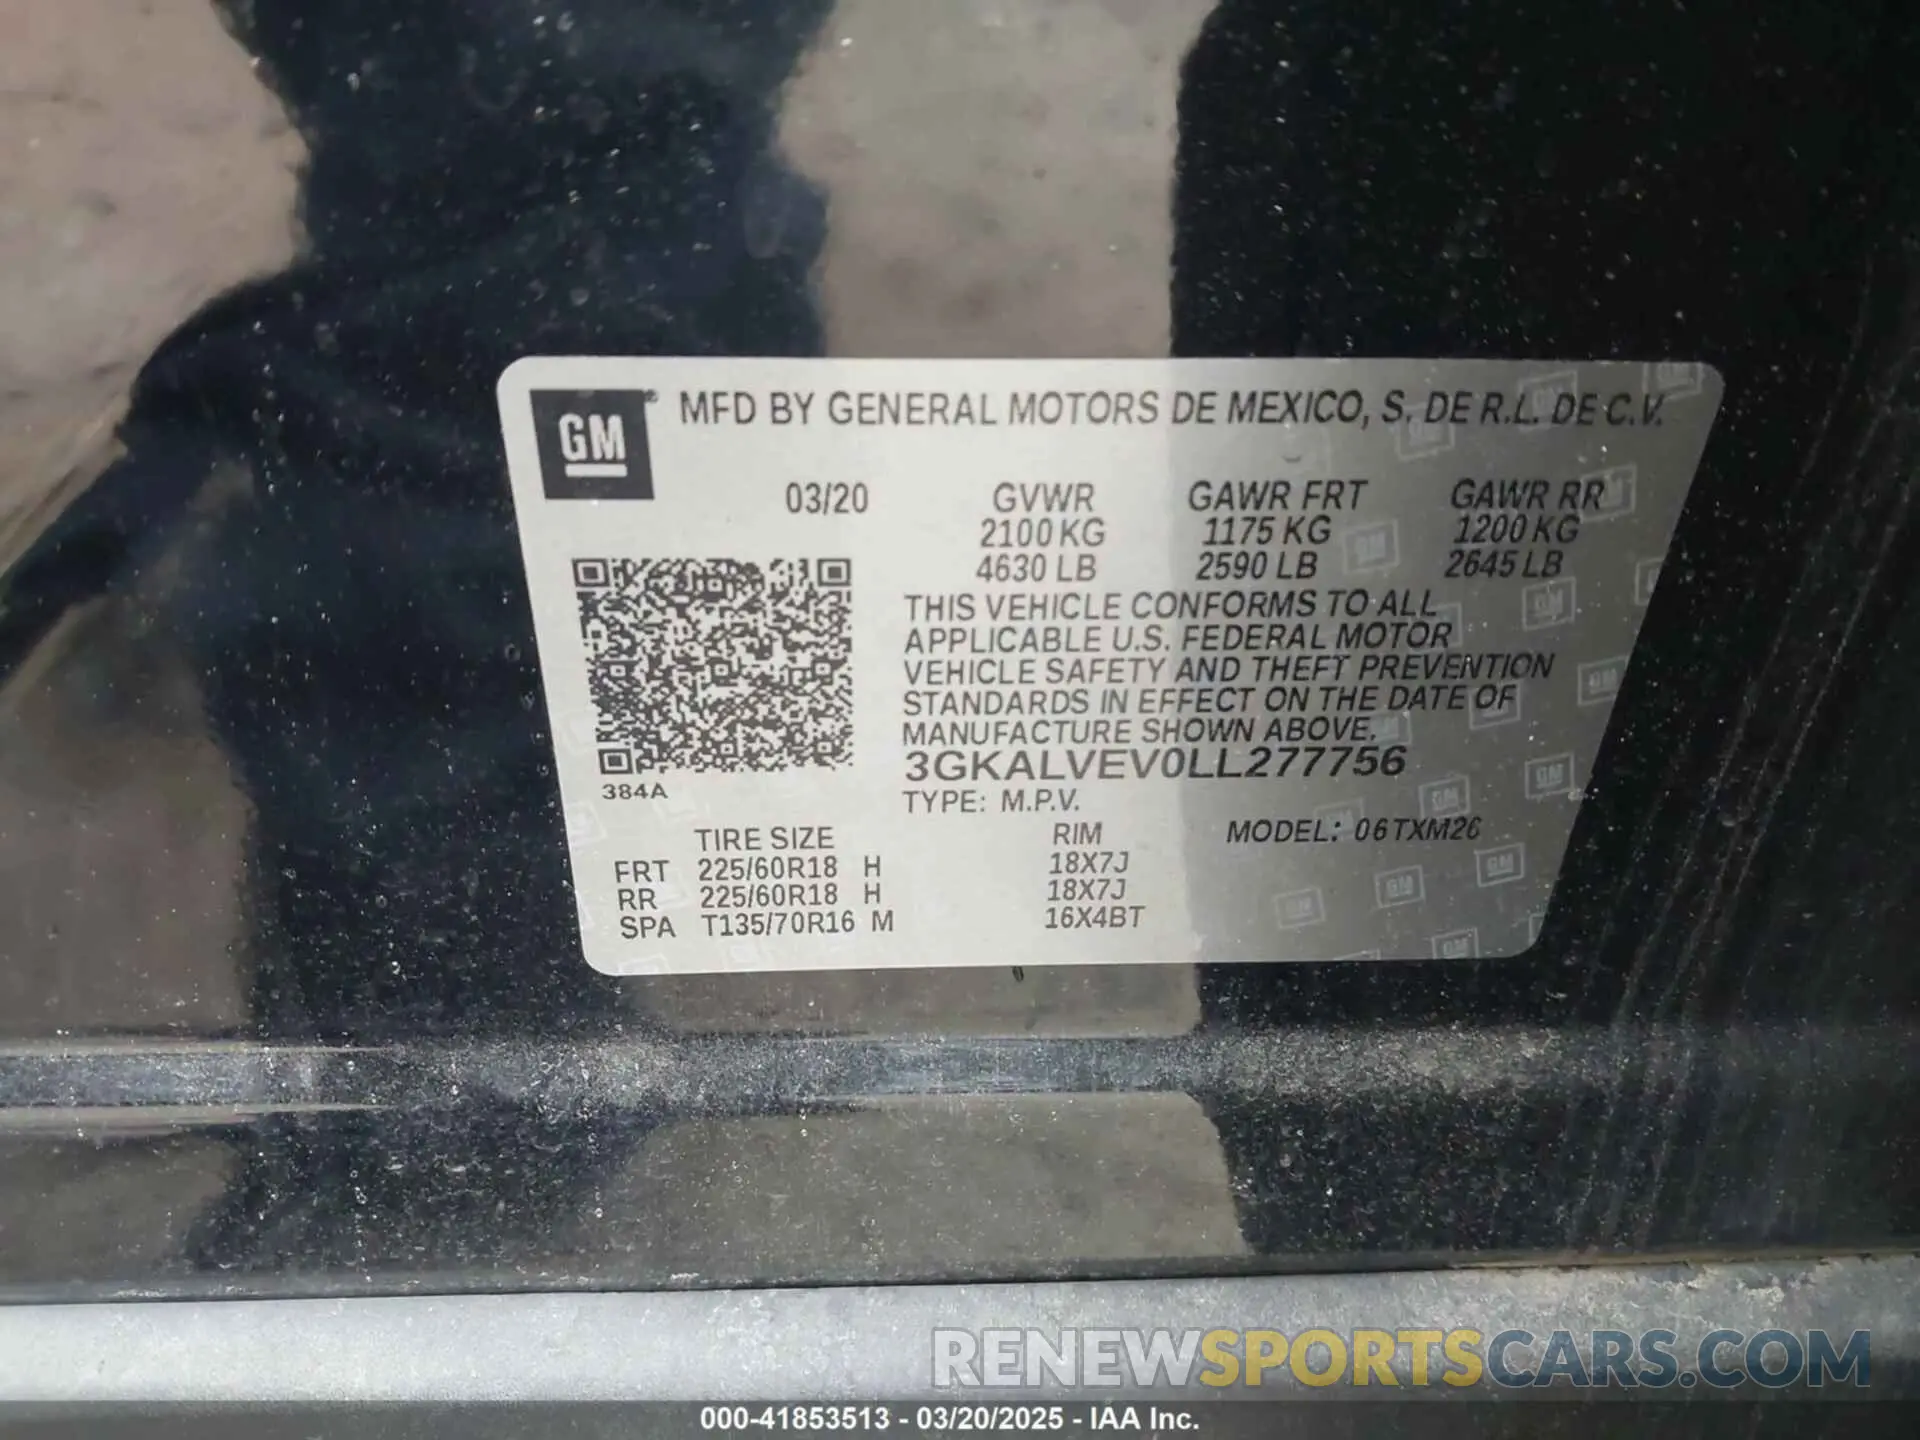 GM ® MFD BY GENERAL MOTORS DE MEXICO, S. DE R.L. DE C.V.
03/20 GVWR GAWR FRT GAWR RR
2100 KG 1175 KG 1200 KG
4630 LB 2590 LB 2645 LB
THIS VEHICLE CONFORMS TO ALL
APPLICABLE U.S. FEDERAL MOTOR
VEHICLE SAFETY AND THEFT PREVENTION
STANDARDS IN EFFECT ON THE DATE OF
MANUFACTURE SHOWN ABOVE.
3GKALVEV0LL277756
384A
TYPE: M.P.V.
TIRE SIZE RIM MODEL: 06TXM26
FRT 225/60R18 H 18X7J
RR 225/60R18 H 18X7J
SPA T135/70R16 M 16X4BT
RENEWSPORTSCARS.COM
000-41853513 - 03/20/2025 - IAA Inc.